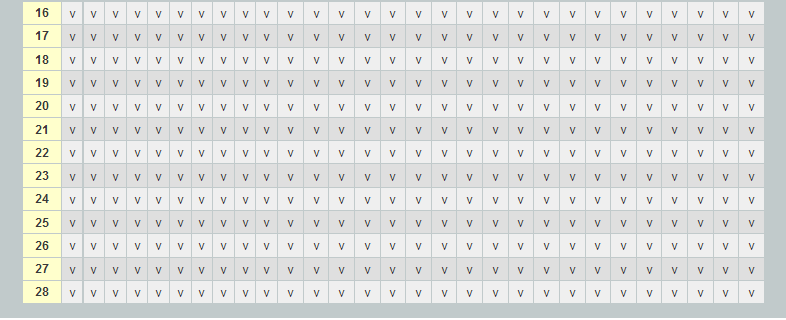 16 v v v v v v v v v v v v v v v v v v v v v v v v v v v v v
17 v v v v v v v v v v v v v v v v v v v v v v v v v v v v v
18 v v v v v v v v v v v v v v v v v v v v v v v v v v v v v
19 v v v v v v v v v v v v v v v v v v v v v v v v v v v v v
20 v v v v v v v v v v v v v v v v v v v v v v v v v v v v v
21 v v v v v v v v v v v v v v v v v v v v v v v v v v v v v
22 v v v v v v v v v v v v v v v v v v v v v v v v v v v v v
23 v v v v v v v v v v v v v v v v v v v v v v v v v v v v v
24 v v v v v v v v v v v v v v v v v v v v v v v v v v v v v
25 v v v v v v v v v v v v v v v v v v v v v v v v v v v v v
26 v v v v v v v v v v v v v v v v v v v v v v v v v v v v v
27 v v v v v v v v v v v v v v v v v v v v v v v v v v v v v
28 v v v v v v v v v v v v v v v v v v v v v v v v v v v v v